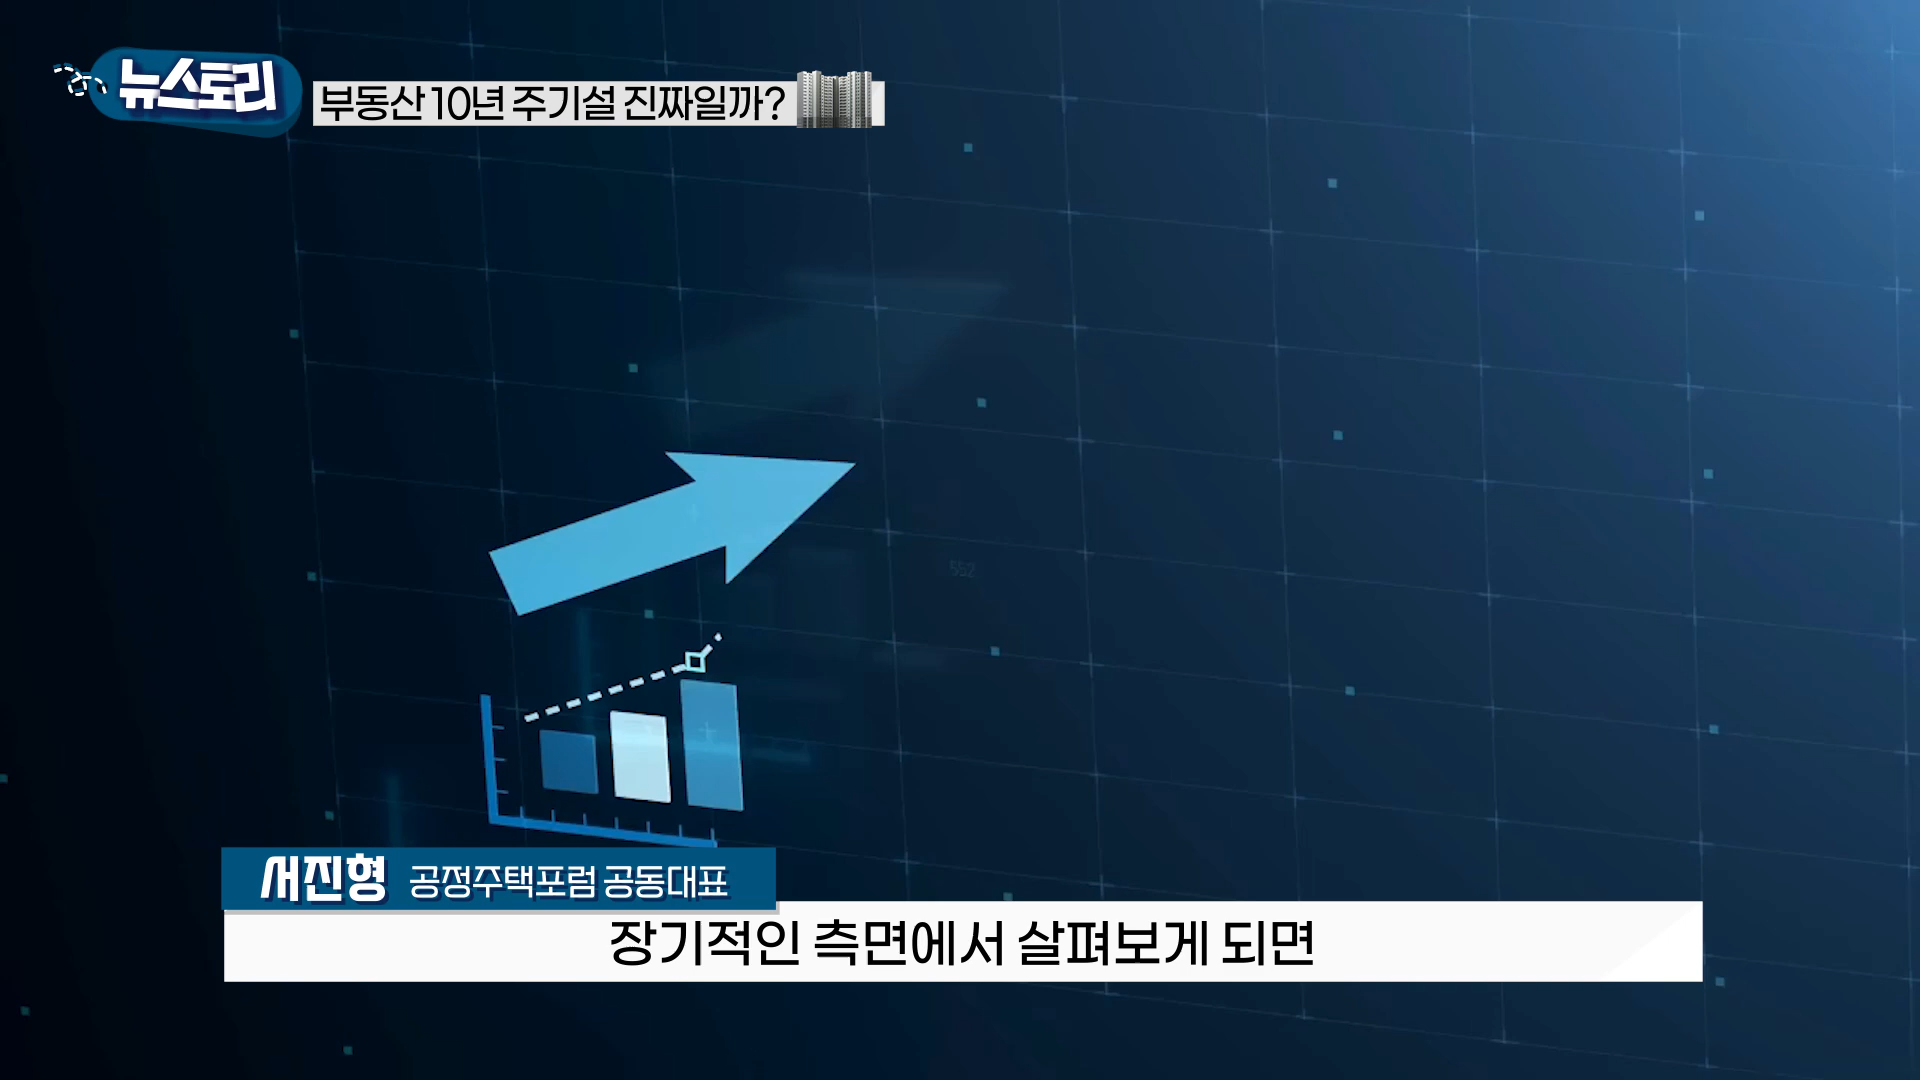 뉴스토리
부동산 10년 주기설 진짜일까?
552
서진형 공정주택포럼 공동대표
장기적인 측면에서 살펴보게 되면